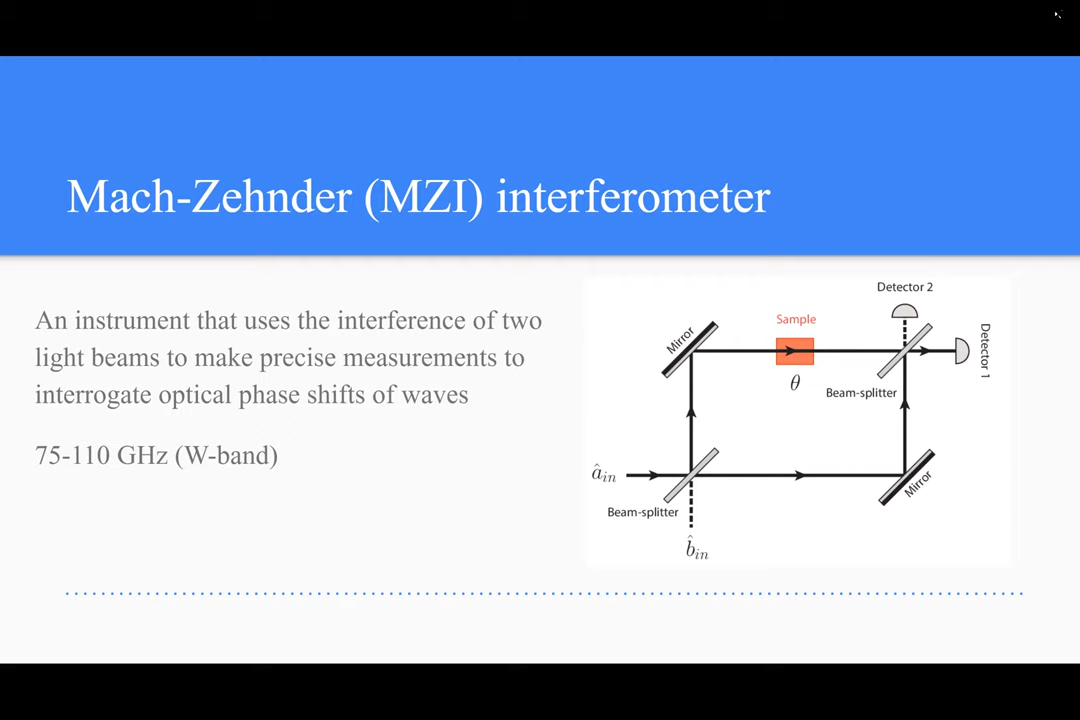 Mach-Zehnder (MZI) interferometer
An instrument that uses the interference of two
light beams to make precise measurements to
interrogate optical phase shifts of waves
75-110 GHz (W-band)
Detector 2
Mirror
Sample
Detector 1
θ
Beam-splitter
â_in
Mirror
Beam-splitter
b̂_in